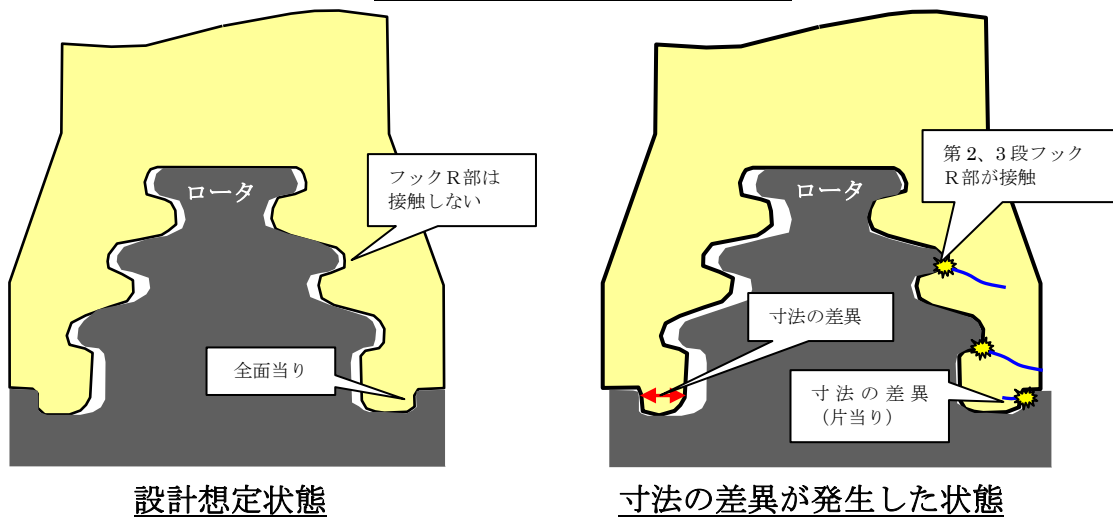 ロータ
フックR部は
接触しない
全面当り
設計想定状態
ロータ
第2、3段フック
R部が接触
寸法の差異
寸法の差異
（片当り）
寸法の差異が発生した状態